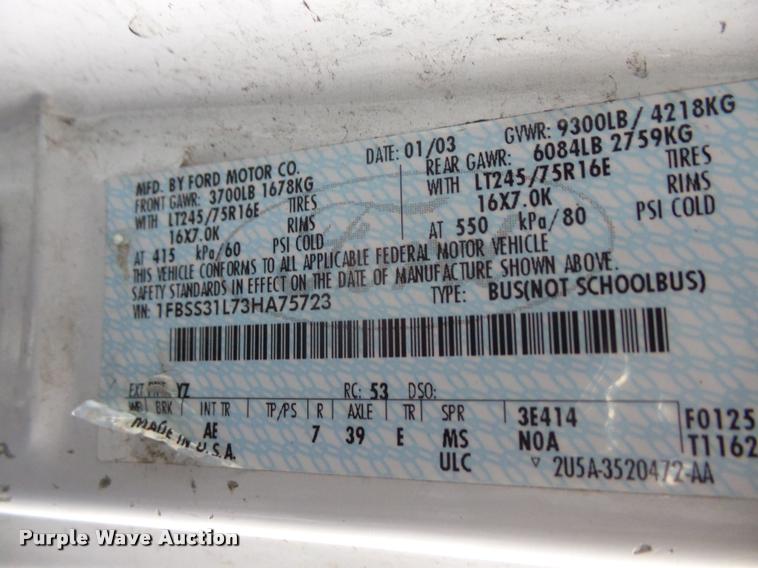 MFD. BY FORD MOTOR CO.
DATE: 01/03
GVWR: 9300LB/ 4218KG
FRONT GAWR: 3700LB 1678KG
REAR GAWR: 6084LB 2759KG
WITH LT245/75R16E TIRES
WITH LT245/75R16E TIRES
16X7.0K RIMS
16X7.0K RIMS
AT 415 kPa/60 PSI COLD
AT 550 kPa/80 PSI COLD
THIS VEHICLE CONFORMS TO ALL APPLICABLE FEDERAL MOTOR VEHICLE
SAFETY STANDARDS IN EFFECT ON THE DATE OF MANUFACTURE SHOWN ABOVE.
VIN: 1FBSS31L73HA75723
TYPE: BUS(NOT SCHOOLBUS)
EXT YZ RC: 53 DSO:
WB BRK INT TR TP/PS R AXLE TR SPR 3E414 F0125
AE 7 39 E MS N0A T1162
MADE IN U.S.A.
ULC 2U5A-3520472-AA
Purple Wave Auction